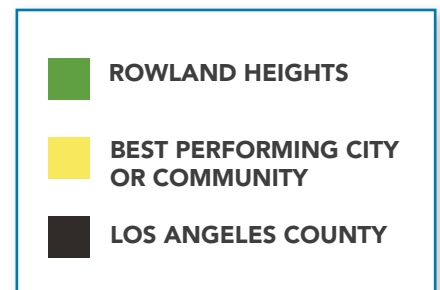 ROWLAND HEIGHTS
BEST PERFORMING CITY
OR COMMUNITY
LOS ANGELES COUNTY